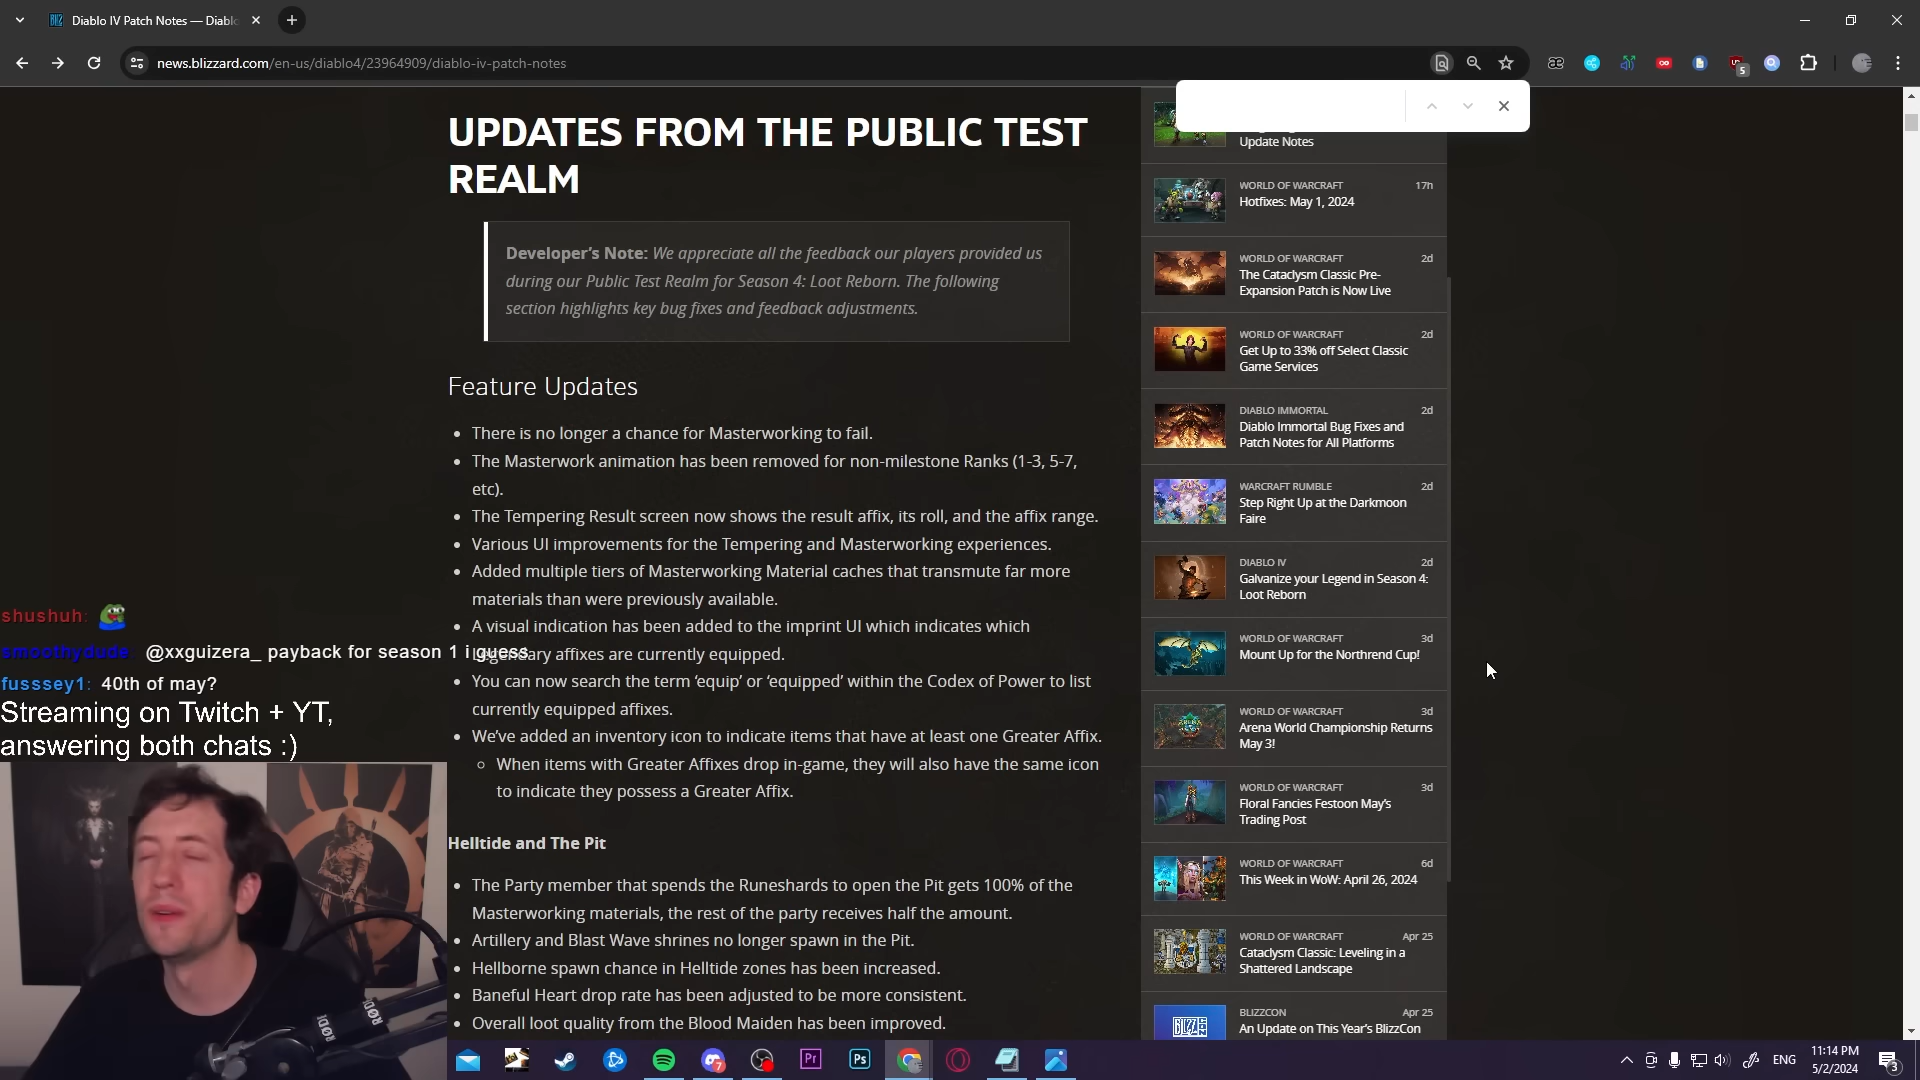 Diablo IV Patch Notes — Diablo
news.blizzard.com/en-us/diablo4/23964909/diablo-iv-patch-notes
5
UPDATES FROM THE PUBLIC TEST
REALM
Developer’s Note: We appreciate all the feedback our players provided us
during our Public Test Realm for Season 4: Loot Reborn. The following
section highlights key bug fixes and feedback adjustments.
Feature Updates
There is no longer a chance for Masterworking to fail.
The Masterwork animation has been removed for non-milestone Ranks (1-3, 5-7,
etc).
The Tempering Result screen now shows the result affix, its roll, and the affix range.
Various UI improvements for the Tempering and Masterworking experiences.
Added multiple tiers of Masterworking Material caches that transmute far more
materials than were previously available.
A visual indication has been added to the imprint UI which indicates which
Legendary affixes are currently equipped.
You can now search the term ‘equip’ or ‘equipped’ within the Codex of Power to list
currently equipped affixes.
We’ve added an inventory icon to indicate items that have at least one Greater Affix.
When items with Greater Affixes drop in-game, they will also have the same icon
to indicate they possess a Greater Affix.
Helltide and The Pit
The Party member that spends the Runeshards to open the Pit gets 100% of the
Masterworking materials, the rest of the party receives half the amount.
Artillery and Blast Wave shrines no longer spawn in the Pit.
Hellborne spawn chance in Helltide zones has been increased.
Baneful Heart drop rate has been adjusted to be more consistent.
Overall loot quality from the Blood Maiden has been improved.
Update Notes
WORLD OF WARCRAFT 17h
Hotfixes: May 1, 2024
WORLD OF WARCRAFT 2d
The Cataclysm Classic Pre-
Expansion Patch is Now Live
WORLD OF WARCRAFT 2d
Get Up to 33% off Select Classic
Game Services
DIABLO IMMORTAL 2d
Diablo Immortal Bug Fixes and
Patch Notes for All Platforms
WARCRAFT RUMBLE 2d
Step Right Up at the Darkmoon
Faire
DIABLO IV 2d
Galvanize your Legend in Season 4:
Loot Reborn
WORLD OF WARCRAFT 3d
Mount Up for the Northrend Cup!
WORLD OF WARCRAFT 3d
Arena World Championship Returns
May 3!
WORLD OF WARCRAFT 3d
Floral Fancies Festoon May’s
Trading Post
WORLD OF WARCRAFT 6d
This Week in WoW: April 26, 2024
WORLD OF WARCRAFT Apr 25
Cataclysm Classic: Leveling in a
Shattered Landscape
BLIZZCON Apr 25
An Update on This Year’s BlizzCon
shushuh:
smoothydude: @xxguizera_ payback for season 1 i guess
fusssey1: 40th of may?
Streaming on Twitch + YT,
answering both chats :)
RØDE
RØDE
Pr
Ps
ENG
11:14 PM
5/2/2024
3